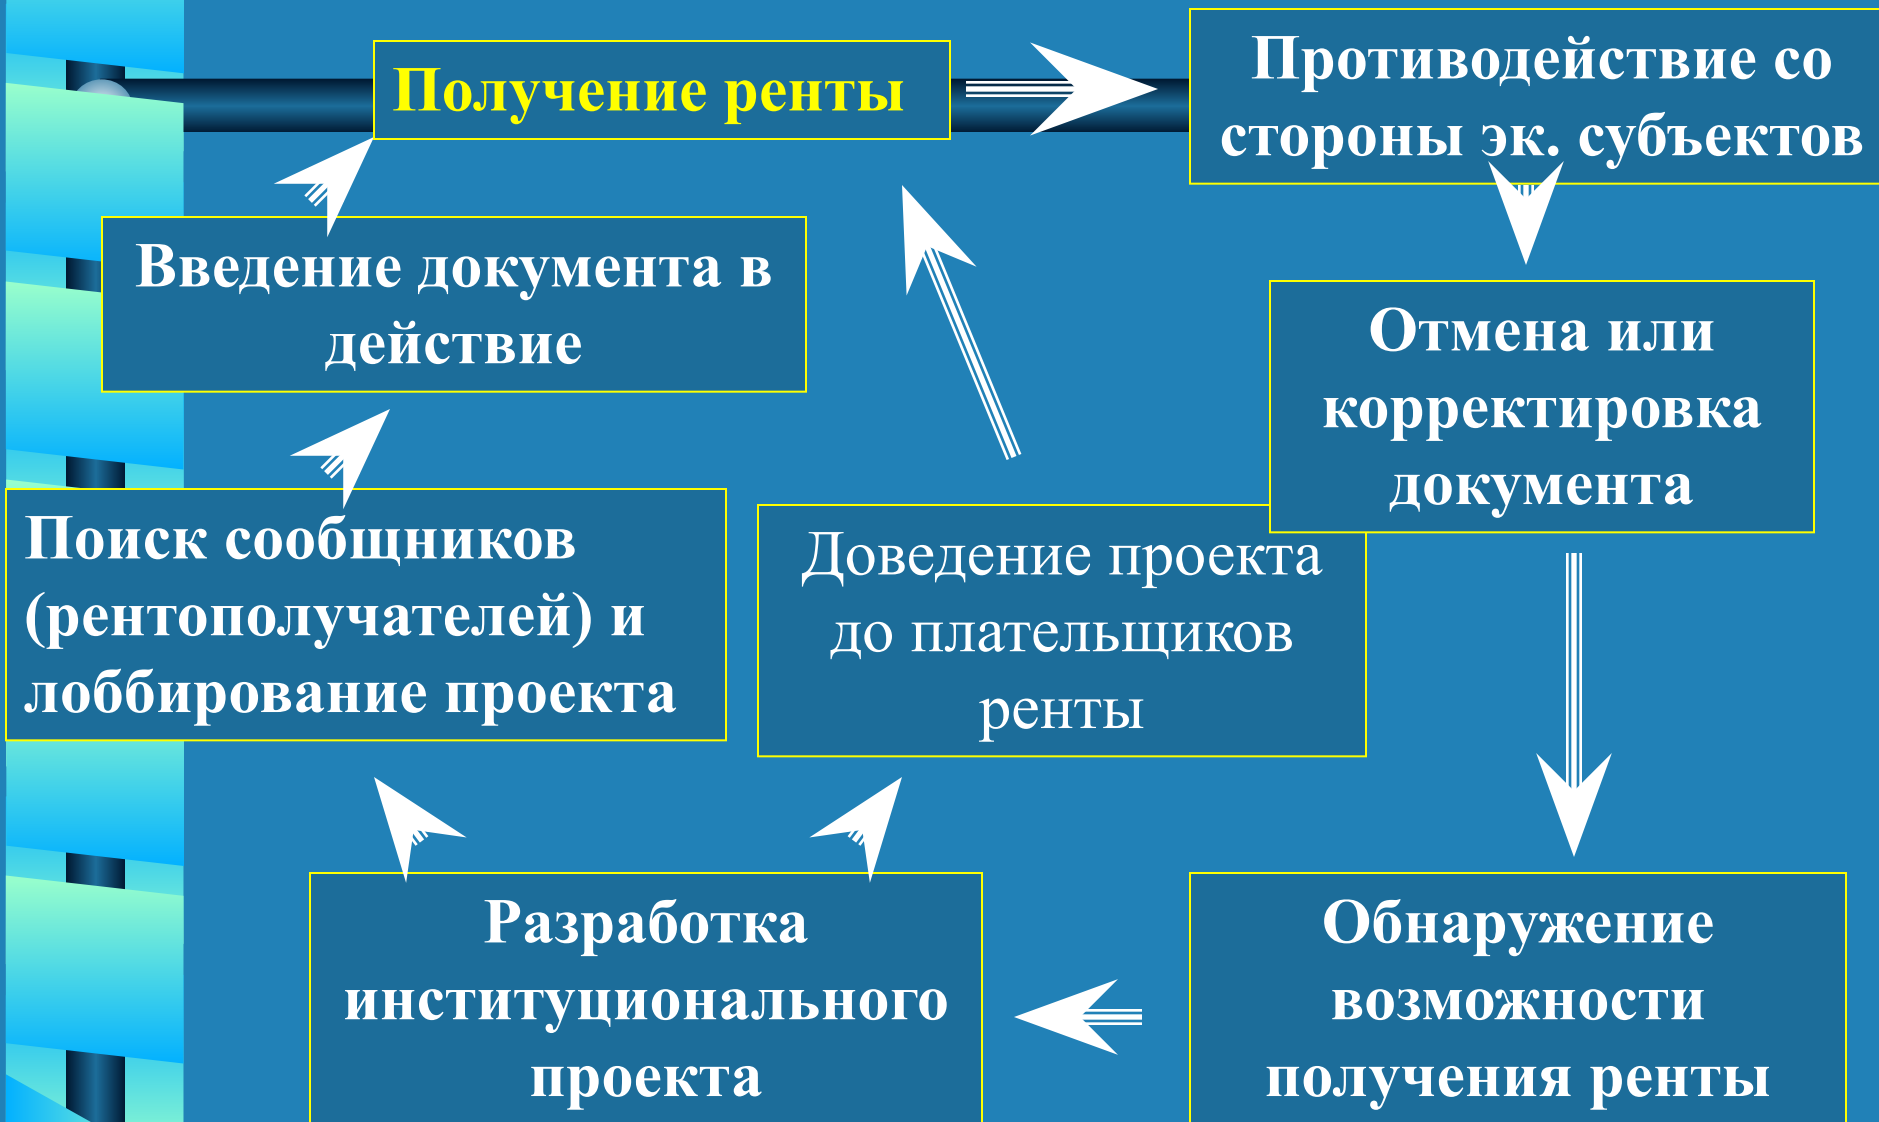 Получение ренты
Противодействие со
стороны эк. субъектов
Введение документа в
действие
Отмена или
корректировка
документа
Поиск сообщников
(рентополучателей) и
лоббирование проекта
Доведение проекта
до плательщиков
ренты
Разработка
институционального
проекта
Обнаружение
возможности
получения ренты